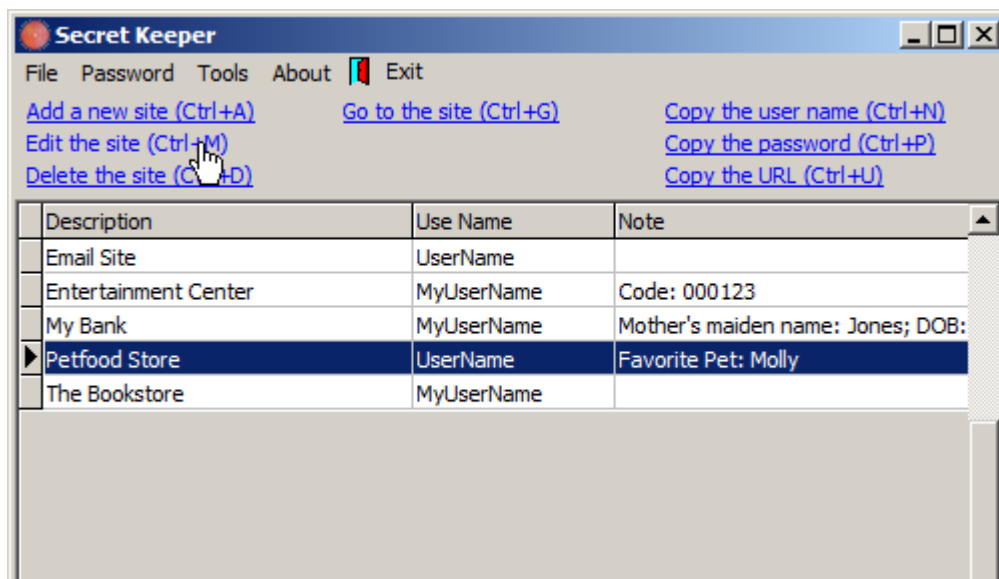 Secret Keeper
File Password Tools About Exit
Add a new site (Ctrl+A) Go to the site (Ctrl+G) Copy the user name (Ctrl+N)
Edit the site (Ctrl+M) Copy the password (Ctrl+P)
Delete the site (Ctrl+D) Copy the URL (Ctrl+U)
Description Use Name Note
Email Site UserName
Entertainment Center MyUserName Code: 000123
My Bank MyUserName Mother's maiden name: Jones; DOB:
Petfood Store UserName Favorite Pet: Molly
The Bookstore MyUserName